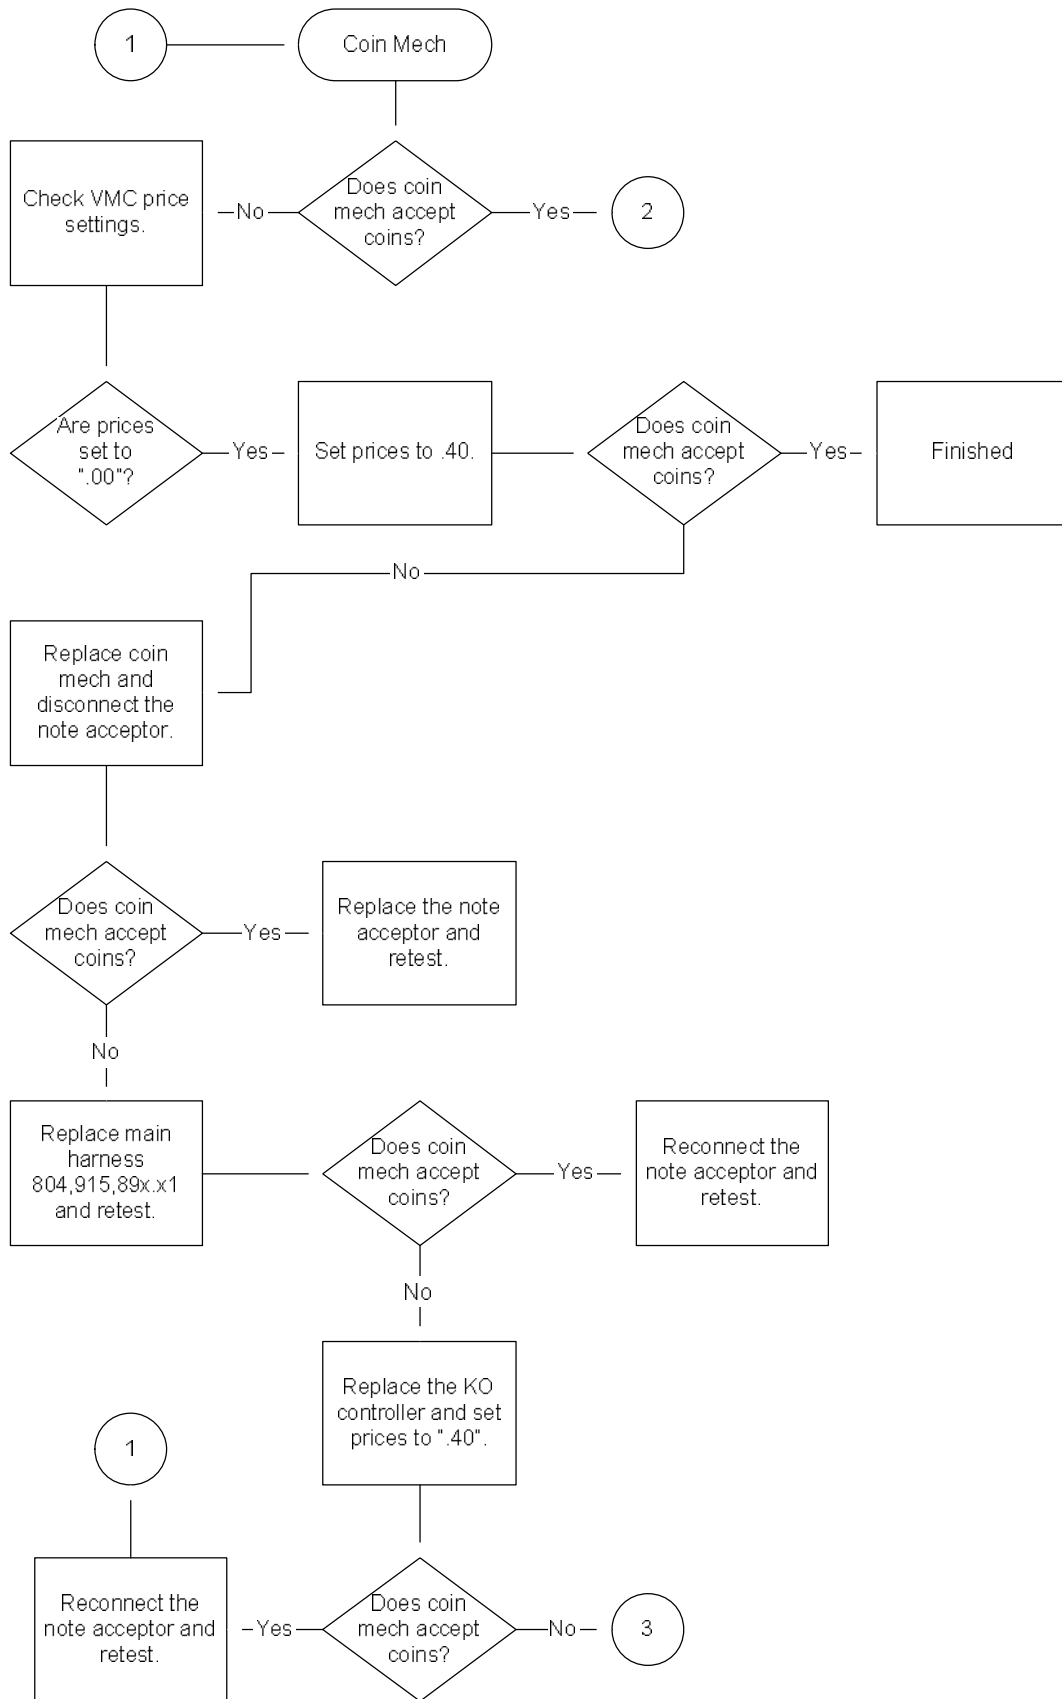 1
Coin Mech
Check VMC price
settings.
No
Does coin
mech accept
coins?
Yes
2
Are prices
set to
".00"?
Yes
Set prices to .40.
Does coin
mech accept
coins?
Yes
Finished
No
Replace coin
mech and
disconnect the
note acceptor.
Does coin
mech accept
coins?
Yes
Replace the note
acceptor and
retest.
No
Replace main
harness
804,915,89x.x1
and retest.
Does coin
mech accept
coins?
Yes
Reconnect the
note acceptor and
retest.
No
Replace the KO
controller and set
prices to ".40".
1
Reconnect the
note acceptor and
retest.
Yes
Does coin
mech accept
coins?
No
3